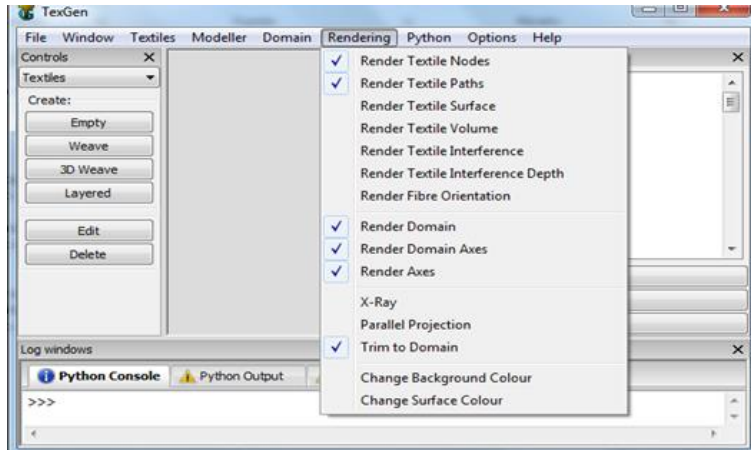 TexGen
File Window Textiles Modeller Domain Rendering Python Options Help
Controls
Textiles
Create:
Empty
Weave
3D Weave
Layered
Edit
Delete
Render Textile Nodes
Render Textile Paths
Render Textile Surface
Render Textile Volume
Render Textile Interference
Render Textile Interference Depth
Render Fibre Orientation
Render Domain
Render Domain Axes
Render Axes
X-Ray
Parallel Projection
Trim to Domain
Change Background Colour
Change Surface Colour
Log windows
Python Console Python Output
>>>